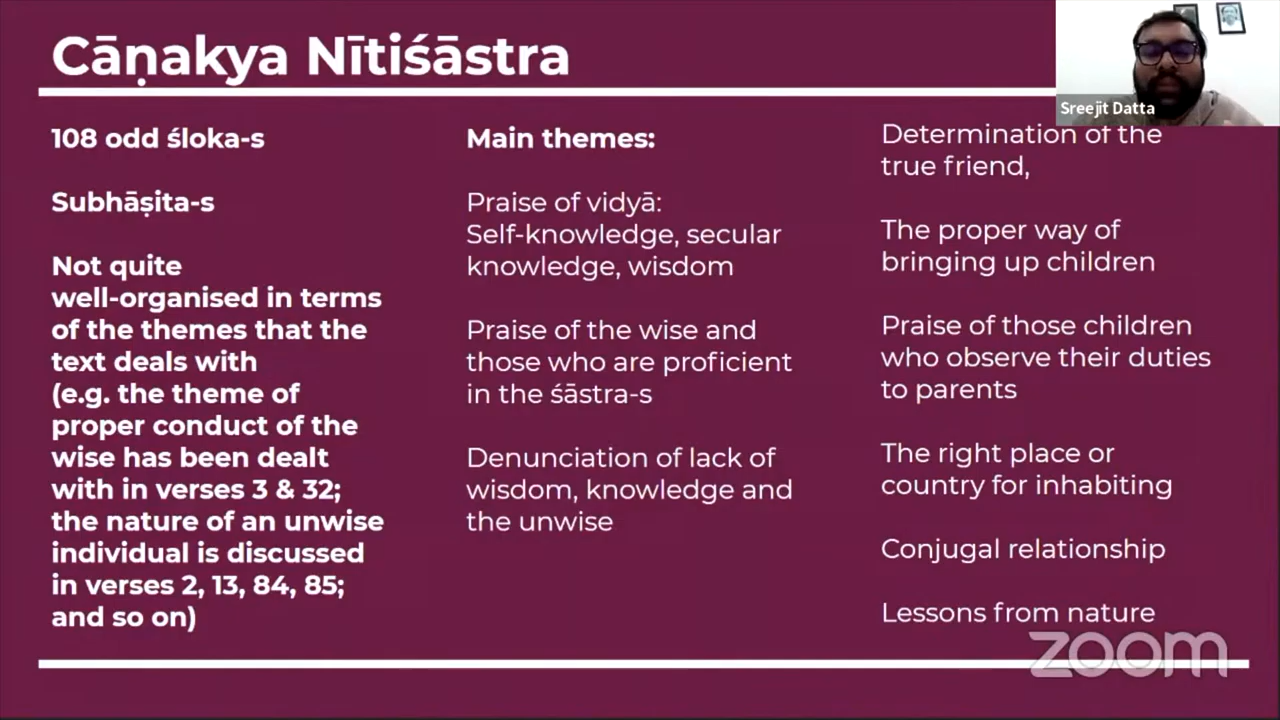 Cāṇakya Nītiśāstra
108 odd śloka-s
Subhāṣita-s
Not quite
well-organised in terms
of the themes that the
text deals with
(e.g. the theme of
proper conduct of the
wise has been dealt
with in verses 3 & 32;
the nature of an unwise
individual is discussed
in verses 2, 13, 84, 85;
and so on)
Main themes:
Praise of vidyā:
Self-knowledge, secular
knowledge, wisdom
Praise of the wise and
those who are proficient
in the śāstra-s
Denunciation of lack of
wisdom, knowledge and
the unwise
Determination of the
true friend,
The proper way of
bringing up children
Praise of those children
who observe their duties
to parents
The right place or
country for inhabiting
Conjugal relationship
Lessons from nature
Sreejit Datta
zoom